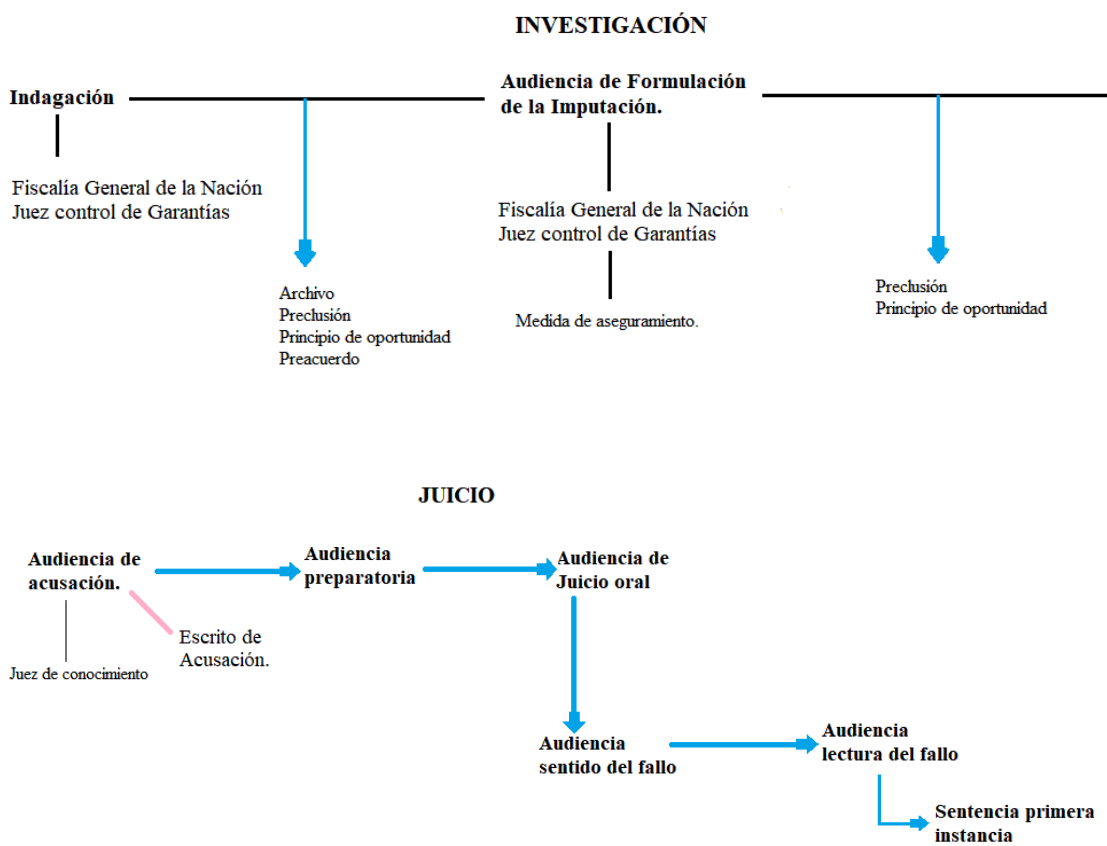 INVESTIGACIÓN
Indagación
Audiencia de Formulación
de la Imputación.
Fiscalía General de la Nación
Juez control de Garantías
Fiscalía General de la Nación
Juez control de Garantías
Archivo
Preclusión
Principio de oportunidad
Preacuerdo
Medida de aseguramiento.
Preclusión
Principio de oportunidad
JUICIO
Audiencia de
acusación.
Audiencia
preparatoria
Audiencia de
Juicio oral
Escrito de
Acusación.
Juez de conocimiento
Audiencia
sentido del fallo
Audiencia
lectura del fallo
Sentencia primera
instancia